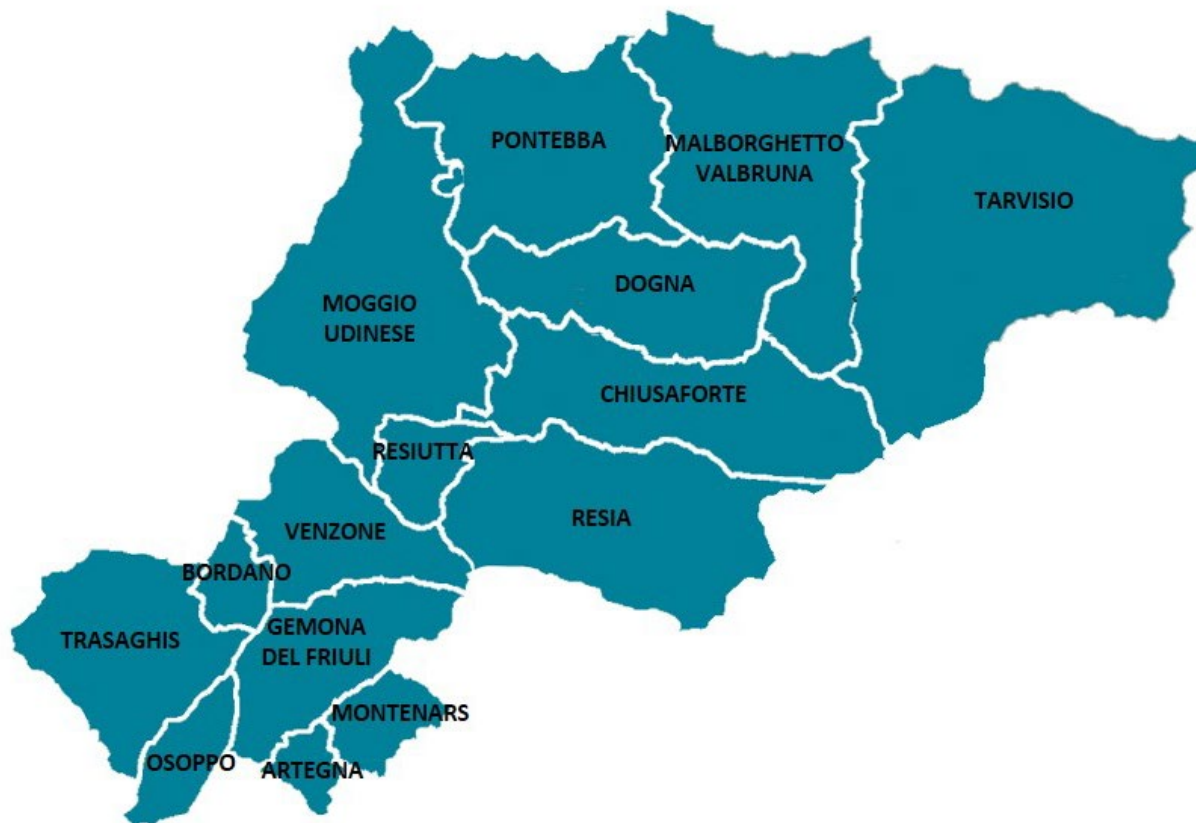 PONTEBBA
MALBORGHETTO
VALBRUNA
TARVISIO
DOGNA
MOGGIO
UDINESE
CHIUSAFORTE
RESIUTTA
RESIA
VENZONE
BORDANO
TRASAGHIS
GEMONA
DEL FRIULI
MONTENARS
OSOPPO
ARTEGNA